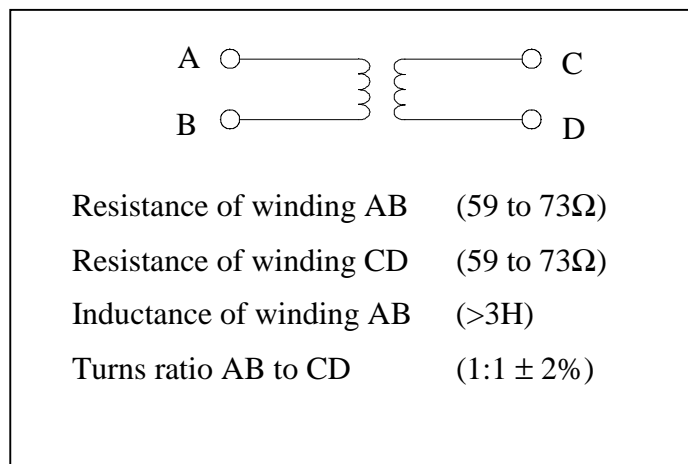 A C
B D
Resistance of winding AB (59 to 73Ω)
Resistance of winding CD (59 to 73Ω)
Inductance of winding AB (>3H)
Turns ratio AB to CD (1:1 ± 2%)